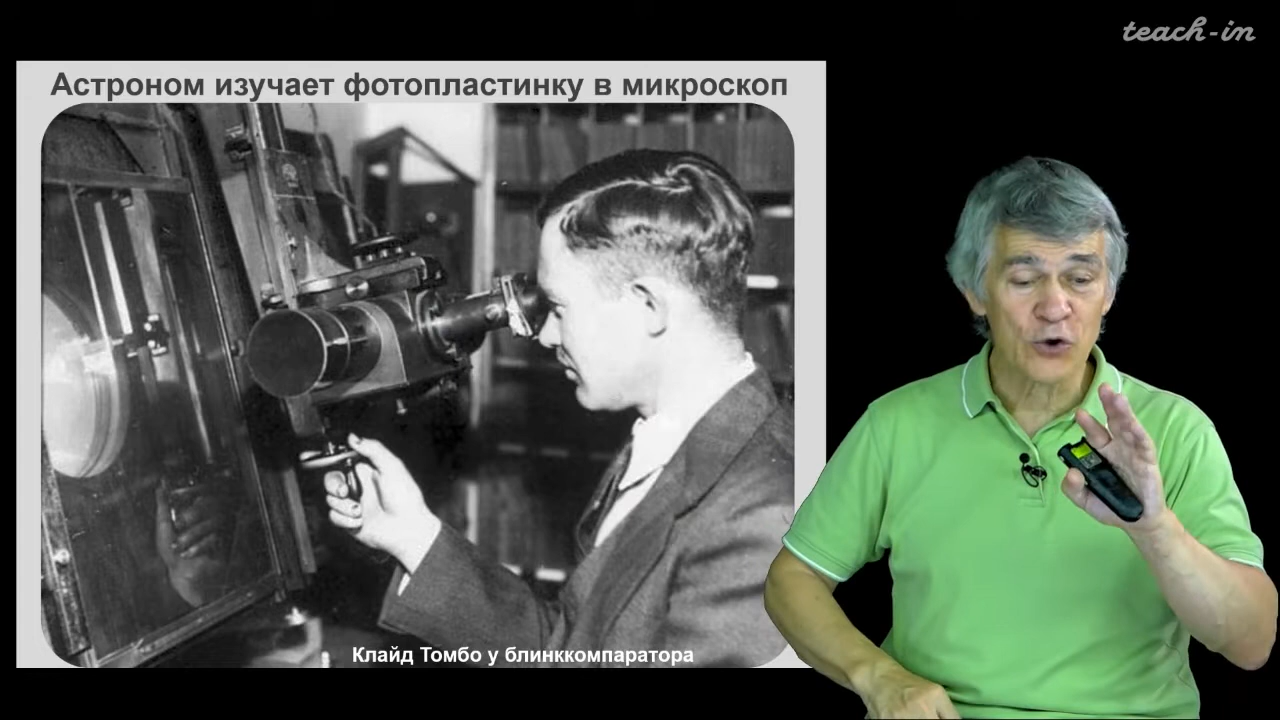 teach-in
Астроном изучает фотопластинку в микроскоп
Клайд Томбо у блинккомпаратора